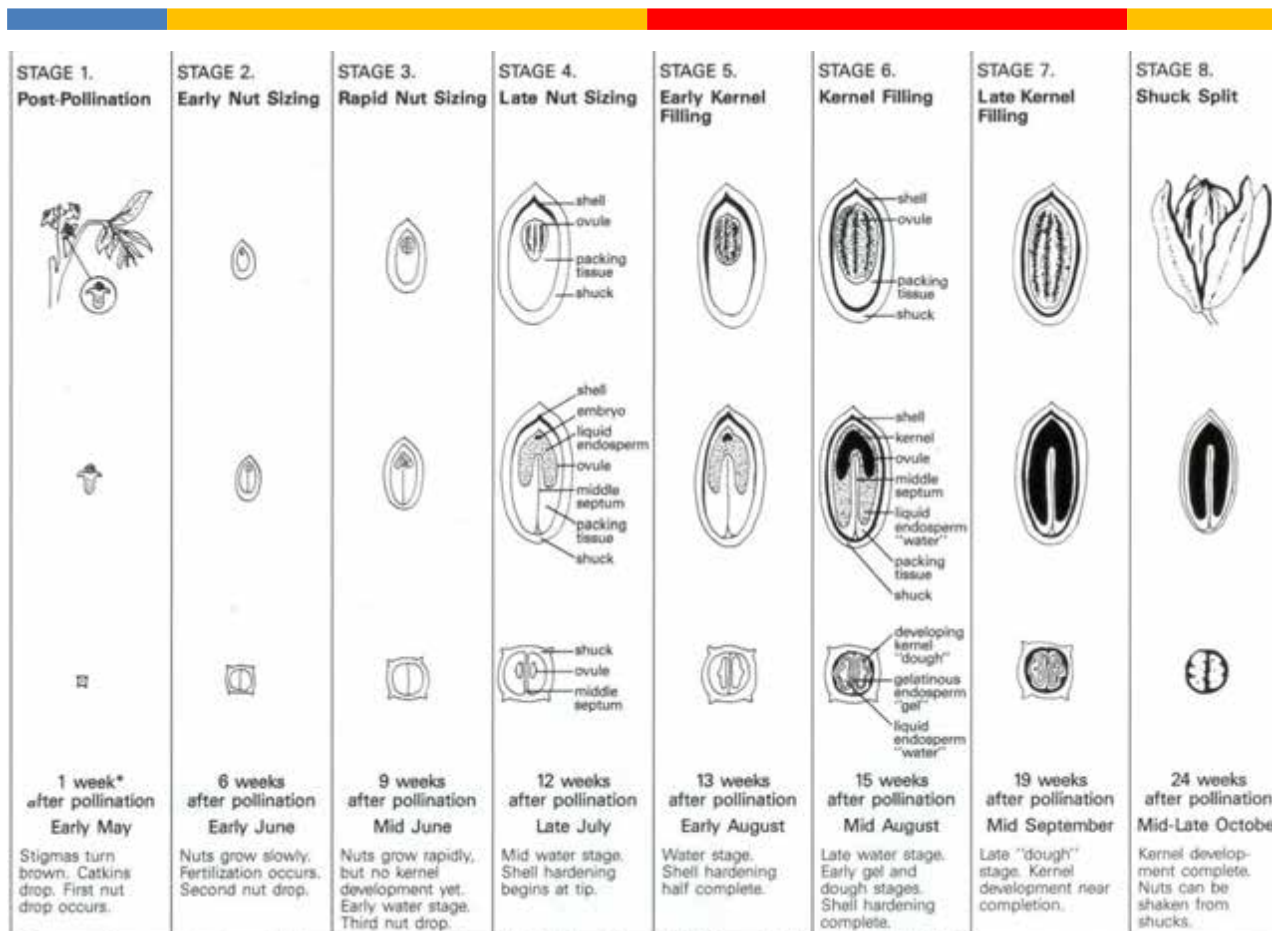 STAGE 1.
Post-Pollination
1 week*
after pollination
Early May
Stigmas turn
brown. Catkins
drop. First nut
drop occurs.
STAGE 2.
Early Nut Sizing
6 weeks
after pollination
Early June
Nuts grow slowly.
Fertilization occurs.
Second nut drop.
STAGE 3.
Rapid Nut Sizing
9 weeks
after pollination
Mid June
Nuts grow rapidly,
but no kernel
development yet.
Early water stage.
Third nut drop.
STAGE 4.
Late Nut Sizing
shell
ovule
packing
tissue
shuck
shell
embryo
liquid
endosperm
ovule
middle
septum
packing
tissue
shuck
shuck
ovule
middle
septum
12 weeks
after pollination
Late July
Mid water stage.
Shell hardening
begins at tip.
STAGE 5.
Early Kernel
Filling
13 weeks
after pollination
Early August
Water stage.
Shell hardening
half complete.
STAGE 6.
Kernel Filling
shell
ovule
packing
tissue
shuck
shell
kernel
ovule
middle
septum
liquid
endosperm
"water"
packing
tissue
shuck
developing
kernel
"dough"
gelatinous
endosperm
"gel"
liquid
endosperm
"water"
15 weeks
after pollination
Mid August
Late water stage.
Early gel and
dough stages.
Shell hardening
complete.
STAGE 7.
Late Kernel
Filling
19 weeks
after pollination
Mid September
Late "dough"
stage. Kernel
development near
completion.
STAGE 8.
Shuck Split
24 weeks
after pollination
Mid-Late Octobe
Kernel develop-
ment complete.
Nuts can be
shaken from
shucks.